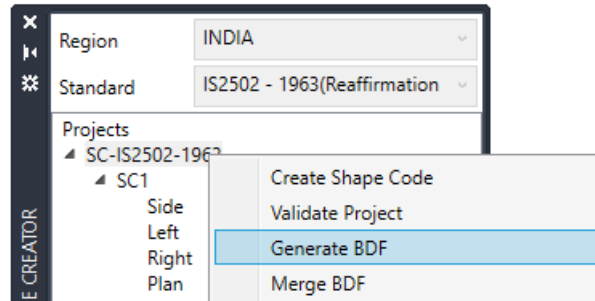 Region
INDIA
Standard
IS2502 - 1963(Reaffirmation
Projects
SC-IS2502-1963
SC1
Side
Left
Right
Plan
Create Shape Code
Validate Project
Generate BDF
Merge BDF
E CREATOR